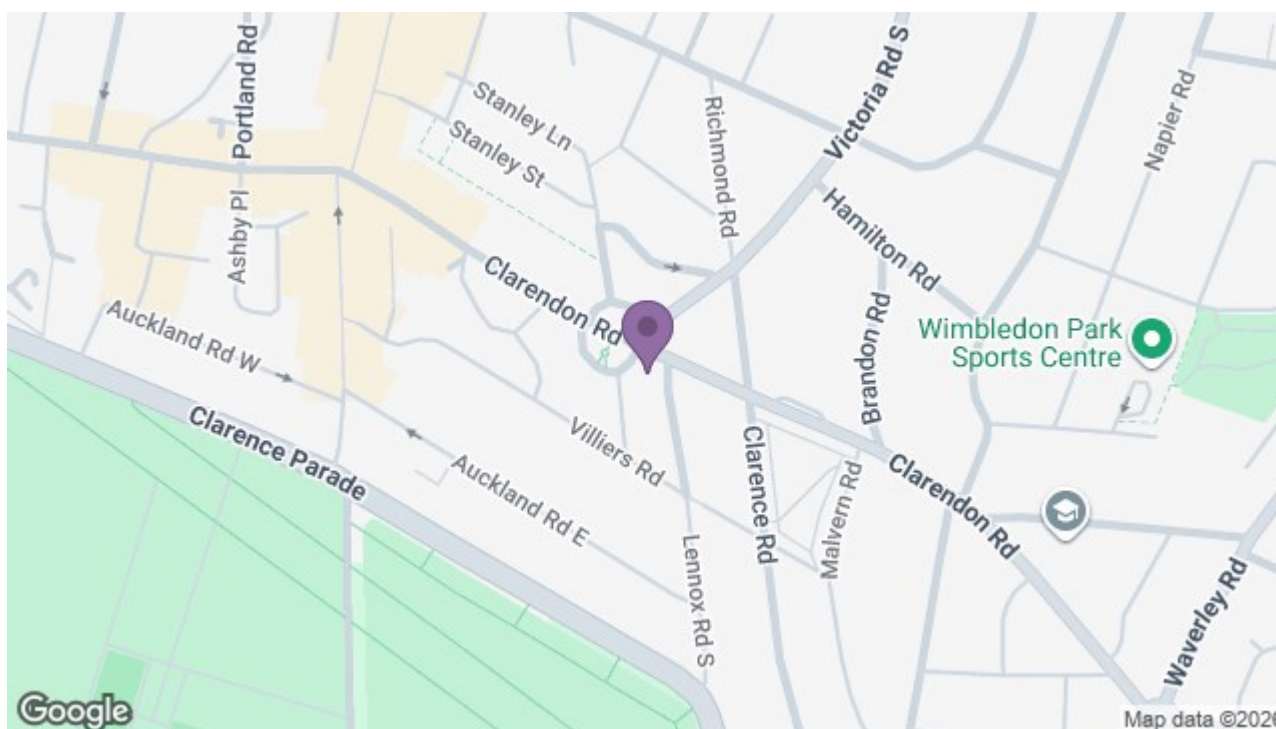 Portland Rd
Ashby Pl
Stanley Ln
Stanley St
Richmond Rd
Victoria Rd S
Napier Rd
Hamilton Rd
Clarendon Rd
Brandon Rd
Wimbledon Park
Sports Centre
Auckland Rd W
Clarence Parade
Villiers Rd
Auckland Rd E
Clarence Rd
Malvern Rd
Clarendon Rd
Lennox Rd S
Waverley Rd
Google
Map data ©2026